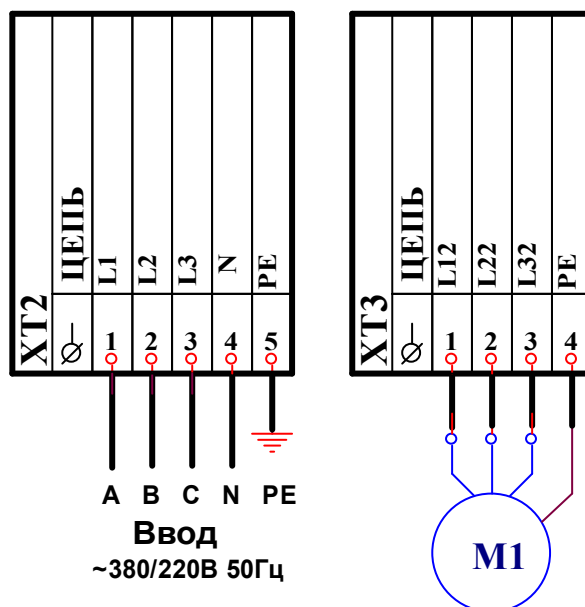 XT2
ЦЕПЬ
L1
L2
L3
N
PE
1
2
3
4
5
A B C N PE
Ввод
~380/220В 50Гц
XT3
ЦЕПЬ
L12
L22
L32
PE
1
2
3
4
M1